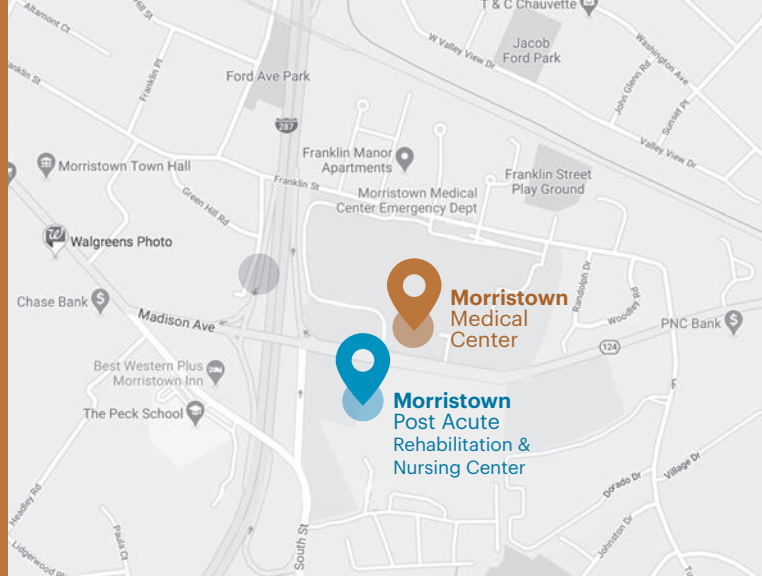 T & C Chauvette
Altamont Ct
Hill St
W Valley View Dr
Jacob
Ford Park
Washington Ave
Franklin Pl
Franklin St
Ford Ave Park
John Glenn Rd
Sunset Pl
287
Valley View Dr
Franklin Manor
Apartments
Morristown Town Hall
Franklin St
Franklin Street
Play Ground
Morristown Medical
Center Emergency Dept
Green Hill Rd
Walgreens Photo
Randolph Dr
Woodley Rd
Chase Bank
Madison Ave
Morristown
Medical
Center
PNC Bank
124
Best Western Plus
Morristown Inn
The Peck School
Morristown
Post Acute
Rehabilitation &
Nursing Center
Headley Rd
Paula Ct
South St
Dorado Dr
Village Dr
Johnston Dr
Lidgerwood